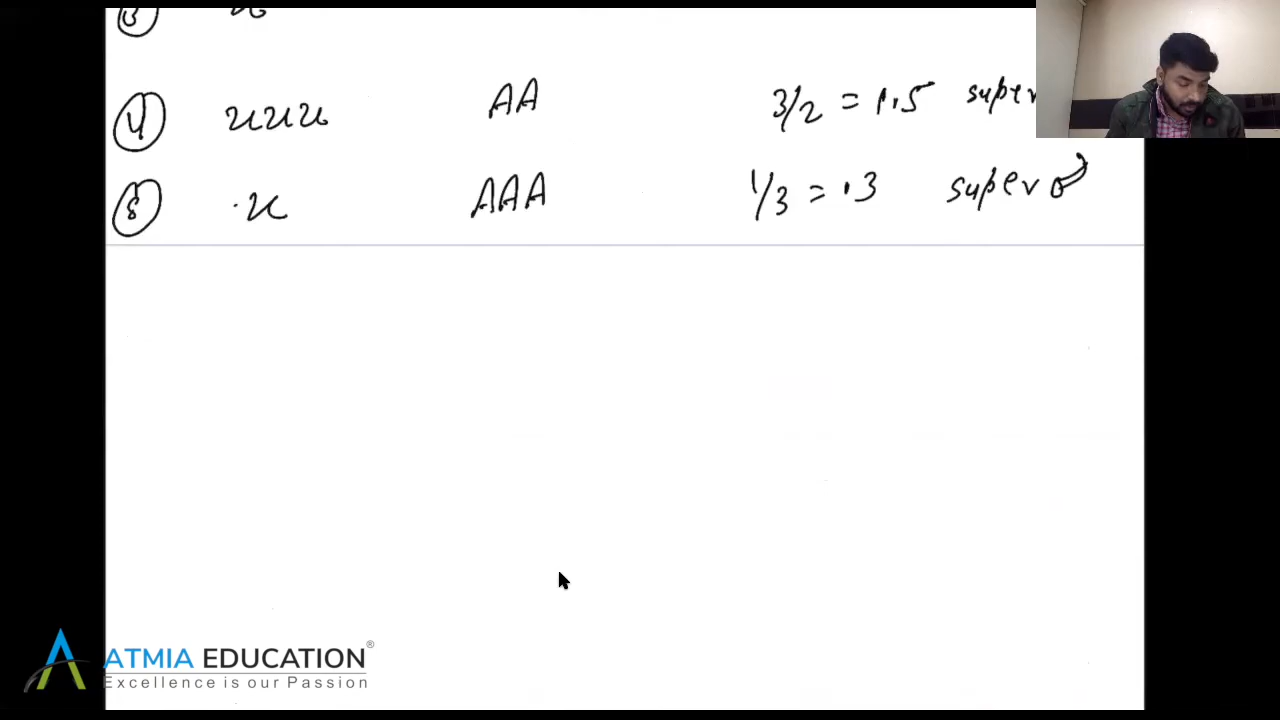 ④ xxx AA 3/2 = 1.5 super
⑤ x AAA 1/3 = .3 super ♂
ATMIA EDUCATION®
Excellence is our Passion